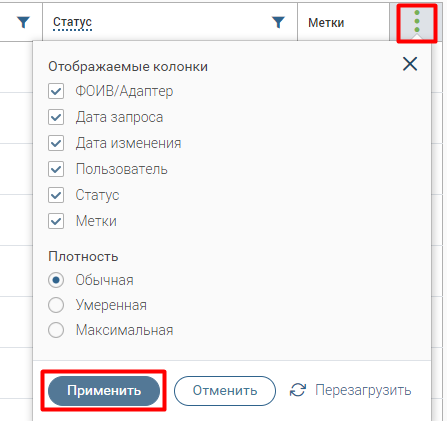 Статус Метки
Отображаемые колонки
ФОИВ/Адаптер
Дата запроса
Дата изменения
Пользователь
Статус
Метки
Плотность
Обычная
Умеренная
Максимальная
Применить Отменить Перезагрузить